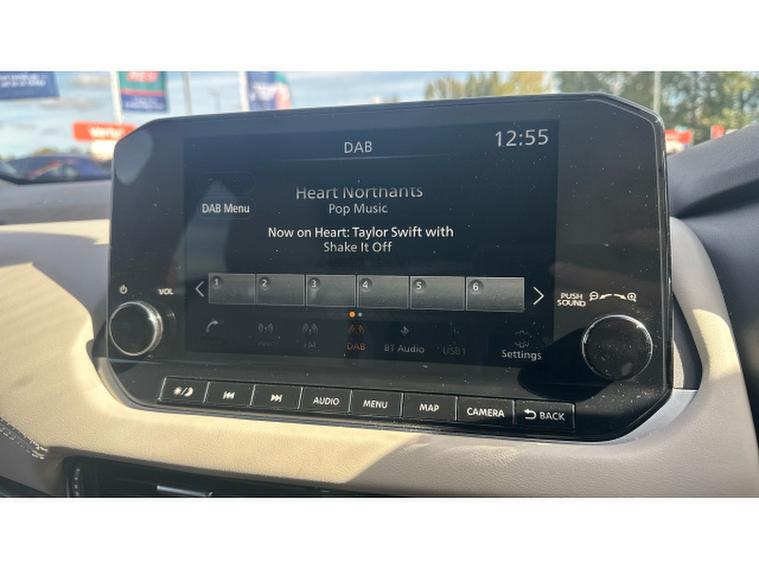 Vertu
DAB
12:55
Heart Northants
DAB Menu
Pop Music
Now on Heart: Taylor Swift with
Shake It Off
1 2 3 4 5 6
VOL
PUSH
SOUND
DAB
BT Audio
USB1
Settings
AUDIO
MENU
MAP
CAMERA
BACK